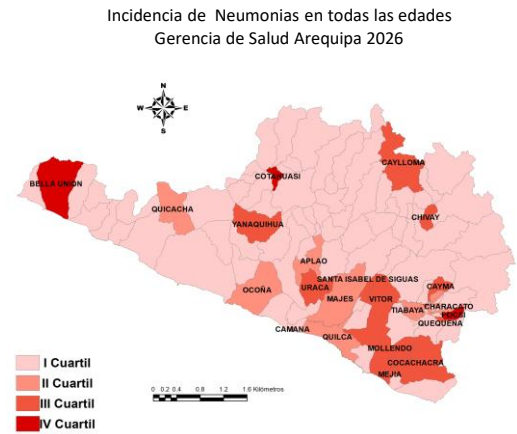 Incidencia de Neumonias en todas las edades
Gerencia de Salud Arequipa 2026
N
W E
S
BELLA UNIÓN
COTAHUASI
CAYLLOMA
QUICACHA
YANAQUIHUA
CHIVAY
APLAO
SANTA ISABEL DE SIGUAS
OCOÑA
URACA
MAJES
VITOR
CAYMA
CHARACATO
TIABAYA
POCSI
QUEQUEÑA
CAMANA
QUILCA
MOLLENDO
COCACHACRA
MEJIA
I Cuartil
II Cuartil
III Cuartil
IV Cuartil
0 0.2 0.4 0.8 1.2 1.6 Kilómetros